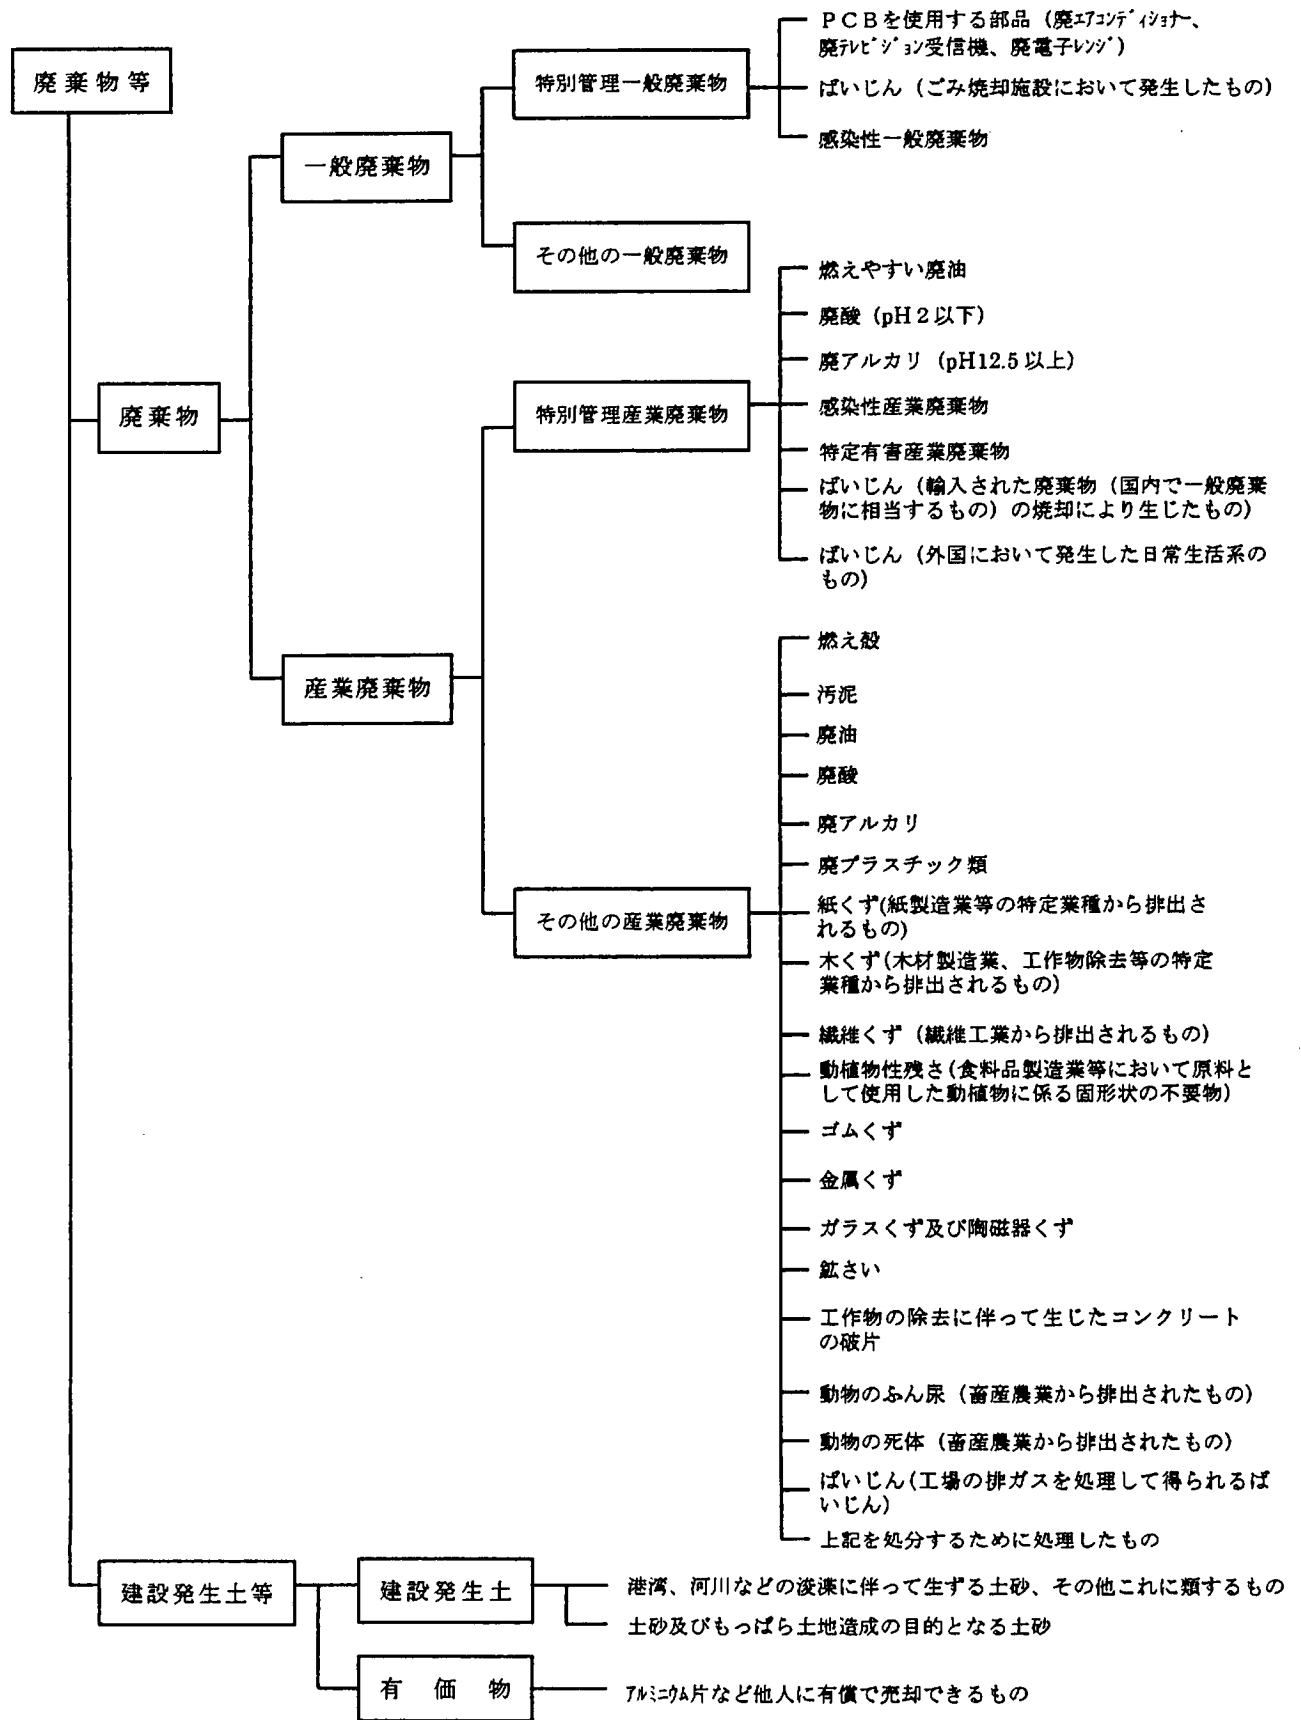 廃棄物等
廃棄物
一般廃棄物
特別管理一般廃棄物
PCBを使用する部品（廃ｴｱｺﾝﾃﾞｨｼｮﾅｰ、
廃ﾃﾚﾋﾞｼﾞｮﾝ受信機、廃電子ﾚﾝｼﾞ）
ばいじん（ごみ焼却施設において発生したもの）
感染性一般廃棄物
その他の一般廃棄物
産業廃棄物
特別管理産業廃棄物
燃えやすい廃油
廃酸（pH２以下）
廃アルカリ（pH12.5以上）
感染性産業廃棄物
特定有害産業廃棄物
ばいじん（輸入された廃棄物（国内で一般廃棄
物に相当するもの）の焼却により生じたもの）
ばいじん（外国において発生した日常生活系の
もの）
その他の産業廃棄物
燃え殻
汚泥
廃油
廃酸
廃アルカリ
廃プラスチック類
紙くず(紙製造業等の特定業種から排出さ
れるもの)
木くず(木材製造業、工作物除去等の特定
業種から排出されるもの)
繊維くず（繊維工業から排出されるもの）
動植物性残さ(食料品製造業等において原料と
して使用した動植物に係る固形状の不要物)
ゴムくず
金属くず
ガラスくず及び陶磁器くず
鉱さい
工作物の除去に伴って生じたコンクリート
の破片
動物のふん尿（畜産農業から排出されたもの）
動物の死体（畜産農業から排出されたもの）
ばいじん(工場の排ガスを処理して得られるば
いじん)
上記を処分するために処理したもの
建設発生土等
建設発生土
港湾、河川などの浚渫に伴って生ずる土砂、その他これに類するもの
土砂及びもっぱら土地造成の目的となる土砂
有価物
ｱﾙﾐﾆｳﾑ片など他人に有償で売却できるもの